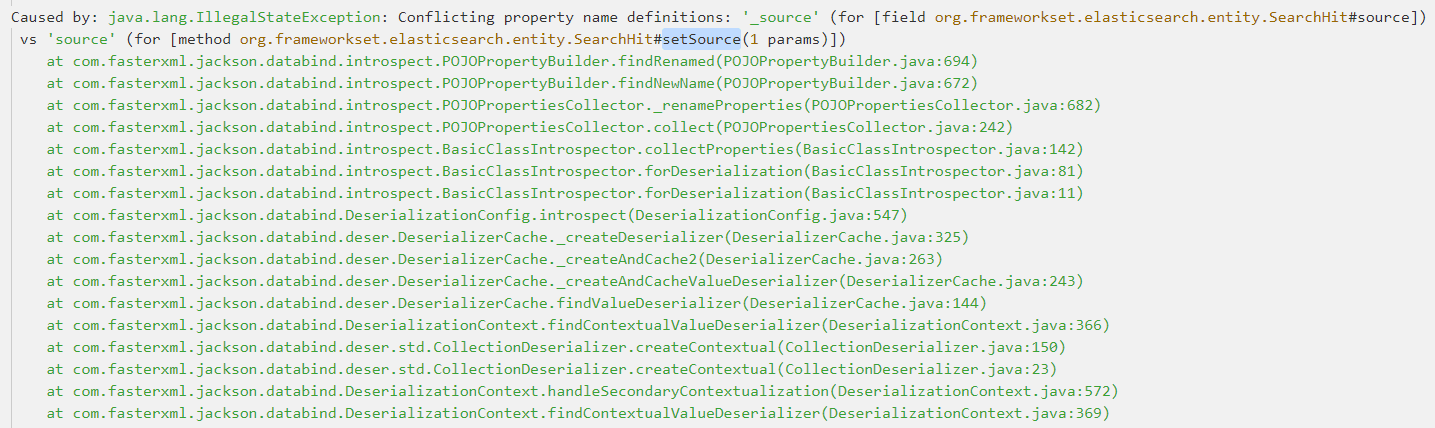 Caused by: java.lang.IllegalStateException: Conflicting property name definitions: '_source' (for [field org.frameworkset.elasticsearch.entity.SearchHit#source])
vs 'source' (for [method org.frameworkset.elasticsearch.entity.SearchHit#setSource(1 params)])
at com.fasterxml.jackson.databind.introspect.POJOPropertyBuilder.findRenamed(POJOPropertyBuilder.java:694)
at com.fasterxml.jackson.databind.introspect.POJOPropertyBuilder.findNewName(POJOPropertyBuilder.java:672)
at com.fasterxml.jackson.databind.introspect.POJOPropertiesCollector._renameProperties(POJOPropertiesCollector.java:682)
at com.fasterxml.jackson.databind.introspect.POJOPropertiesCollector.collect(POJOPropertiesCollector.java:242)
at com.fasterxml.jackson.databind.introspect.BasicClassIntrospector.collectProperties(BasicClassIntrospector.java:142)
at com.fasterxml.jackson.databind.introspect.BasicClassIntrospector.forDeserialization(BasicClassIntrospector.java:81)
at com.fasterxml.jackson.databind.introspect.BasicClassIntrospector.forDeserialization(BasicClassIntrospector.java:11)
at com.fasterxml.jackson.databind.DeserializationConfig.introspect(DeserializationConfig.java:547)
at com.fasterxml.jackson.databind.deser.DeserializerCache._createDeserializer(DeserializerCache.java:325)
at com.fasterxml.jackson.databind.deser.DeserializerCache._createAndCache2(DeserializerCache.java:263)
at com.fasterxml.jackson.databind.deser.DeserializerCache._createAndCacheValueDeserializer(DeserializerCache.java:243)
at com.fasterxml.jackson.databind.deser.DeserializerCache.findValueDeserializer(DeserializerCache.java:144)
at com.fasterxml.jackson.databind.DeserializationContext.findContextualValueDeserializer(DeserializationContext.java:366)
at com.fasterxml.jackson.databind.deser.std.CollectionDeserializer.createContextual(CollectionDeserializer.java:150)
at com.fasterxml.jackson.databind.deser.std.CollectionDeserializer.createContextual(CollectionDeserializer.java:23)
at com.fasterxml.jackson.databind.DeserializationContext.handleSecondaryContextualization(DeserializationContext.java:572)
at com.fasterxml.jackson.databind.DeserializationContext.findContextualValueDeserializer(DeserializationContext.java:369)